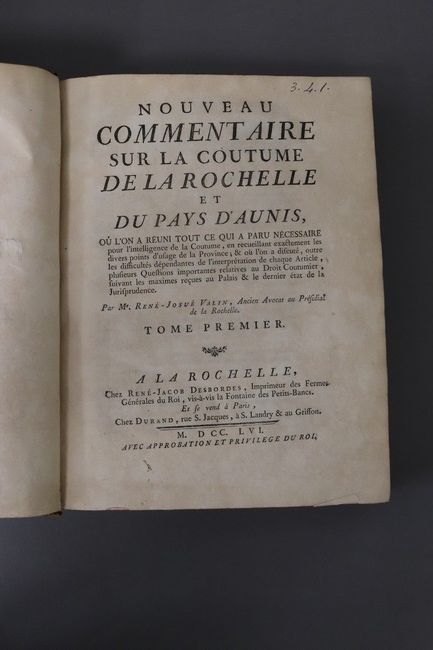 3. 4. 1.
NOUVEAU
COMMENTAIRE
SUR LA COUTUME
DE LA ROCHELLE
ET
DU PAYS D'AUNIS,
OÙ L'ON A REUNI TOUT CE QUI A PARU NÉCESSAIRE
pour l'intelligence de la Coutume, en recueillant exactement les
divers points d'usage de la Province ; & où l'on a discuté, outre
les difficultés dépendantes de l'interprétation de chaque Article,
plusieurs Questions importantes relatives au Droit Coutumier,
suivant les maximes reçues au Palais & le dernier état de la
Jurisprudence.
Par Mr. RENÉ-JOSUÉ VALIN, Ancien Avocat au Présidial
de la Rochelle.
TOME PREMIER.
A LA ROCHELLE,
Chez RENÉ-JACOB DESBORDES, Imprimeur des Fermes
Générales du Roi, vis-à-vis la Fontaine des Petits-Bancs.
Et se vend à Paris,
Chez DURAND, rue S. Jacques, à S. Landry & au Griffon.
M. D C C. L V I.
AVEC APPROBATION ET PRIVILEGE DU ROI,